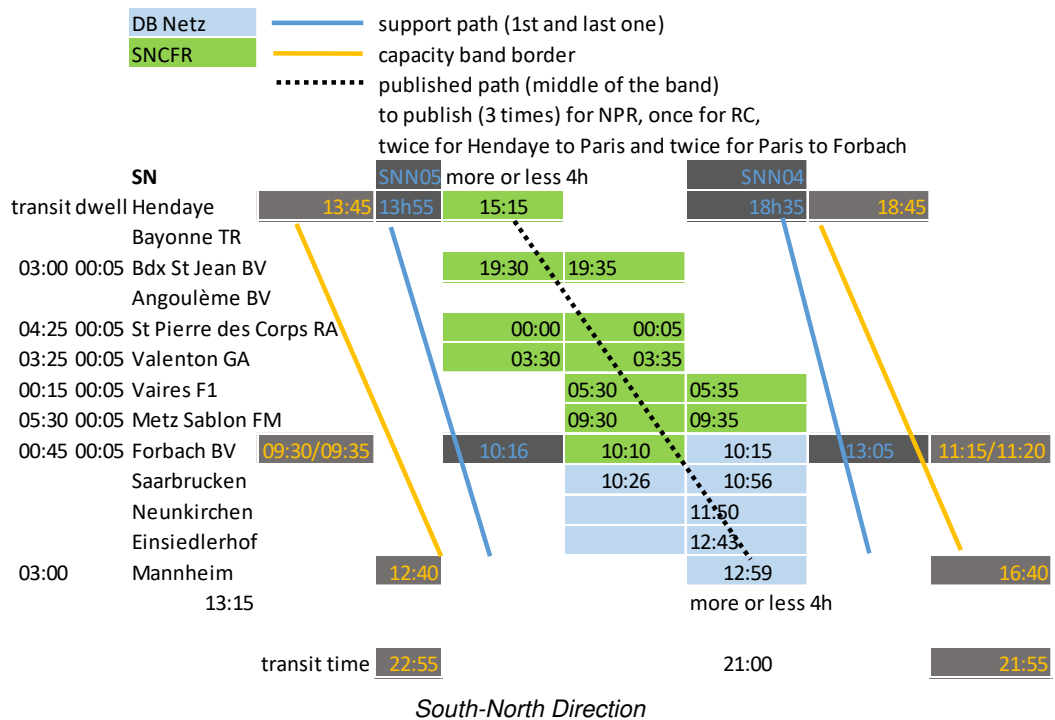 DB Netz support path (1st and last one)
SNCFR capacity band border
published path (middle of the band)
to publish (3 times) for NPR, once for RC,
twice for Hendaye to Paris and twice for Paris to Forbach
SN SNN05 more or less 4h SNN04
transit dwell Hendaye 13:45 13h55 15:15 18h35 18:45
Bayonne TR
03:00 00:05 Bdx St Jean BV 19:30 19:35
Angoulème BV
04:25 00:05 St Pierre des Corps RA 00:00 00:05
03:25 00:05 Valenton GA 03:30 03:35
00:15 00:05 Vaires F1 05:30 05:35
05:30 00:05 Metz Sablon FM 09:30 09:35
00:45 00:05 Forbach BV 09:30/09:35 10:16 10:10 10:15 13:05 11:15/11:20
Saarbrucken 10:26 10:56
Neunkirchen 11:50
Einsiedlerhof 12:43
03:00 Mannheim 12:40 12:59 16:40
13:15 more or less 4h
transit time 22:55 21:00 21:55
South-North Direction